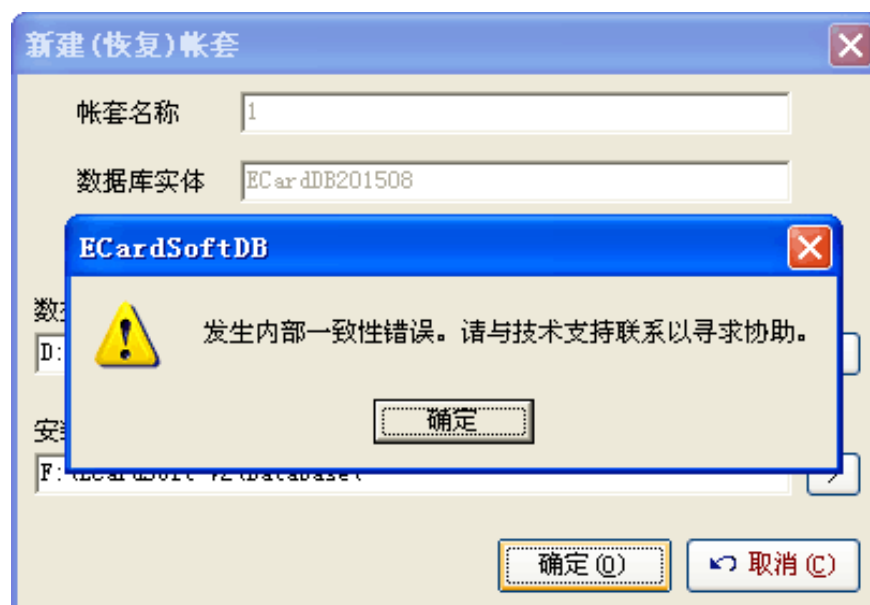 新建(恢复)帐套
帐套名称
1
数据库实体
ECardDB201508
ECardSoftDB
发生内部一致性错误。请与技术支持联系以寻求协助。
确定
D:
F:
确定(O)
取消(C)